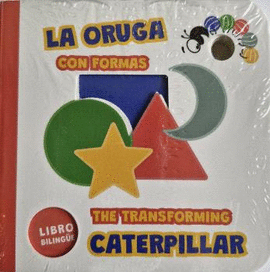 LA ORUGA
CON FORMAS
LIBRO
BILINGÜE
THE TRANSFORMING
CATERPILLAR